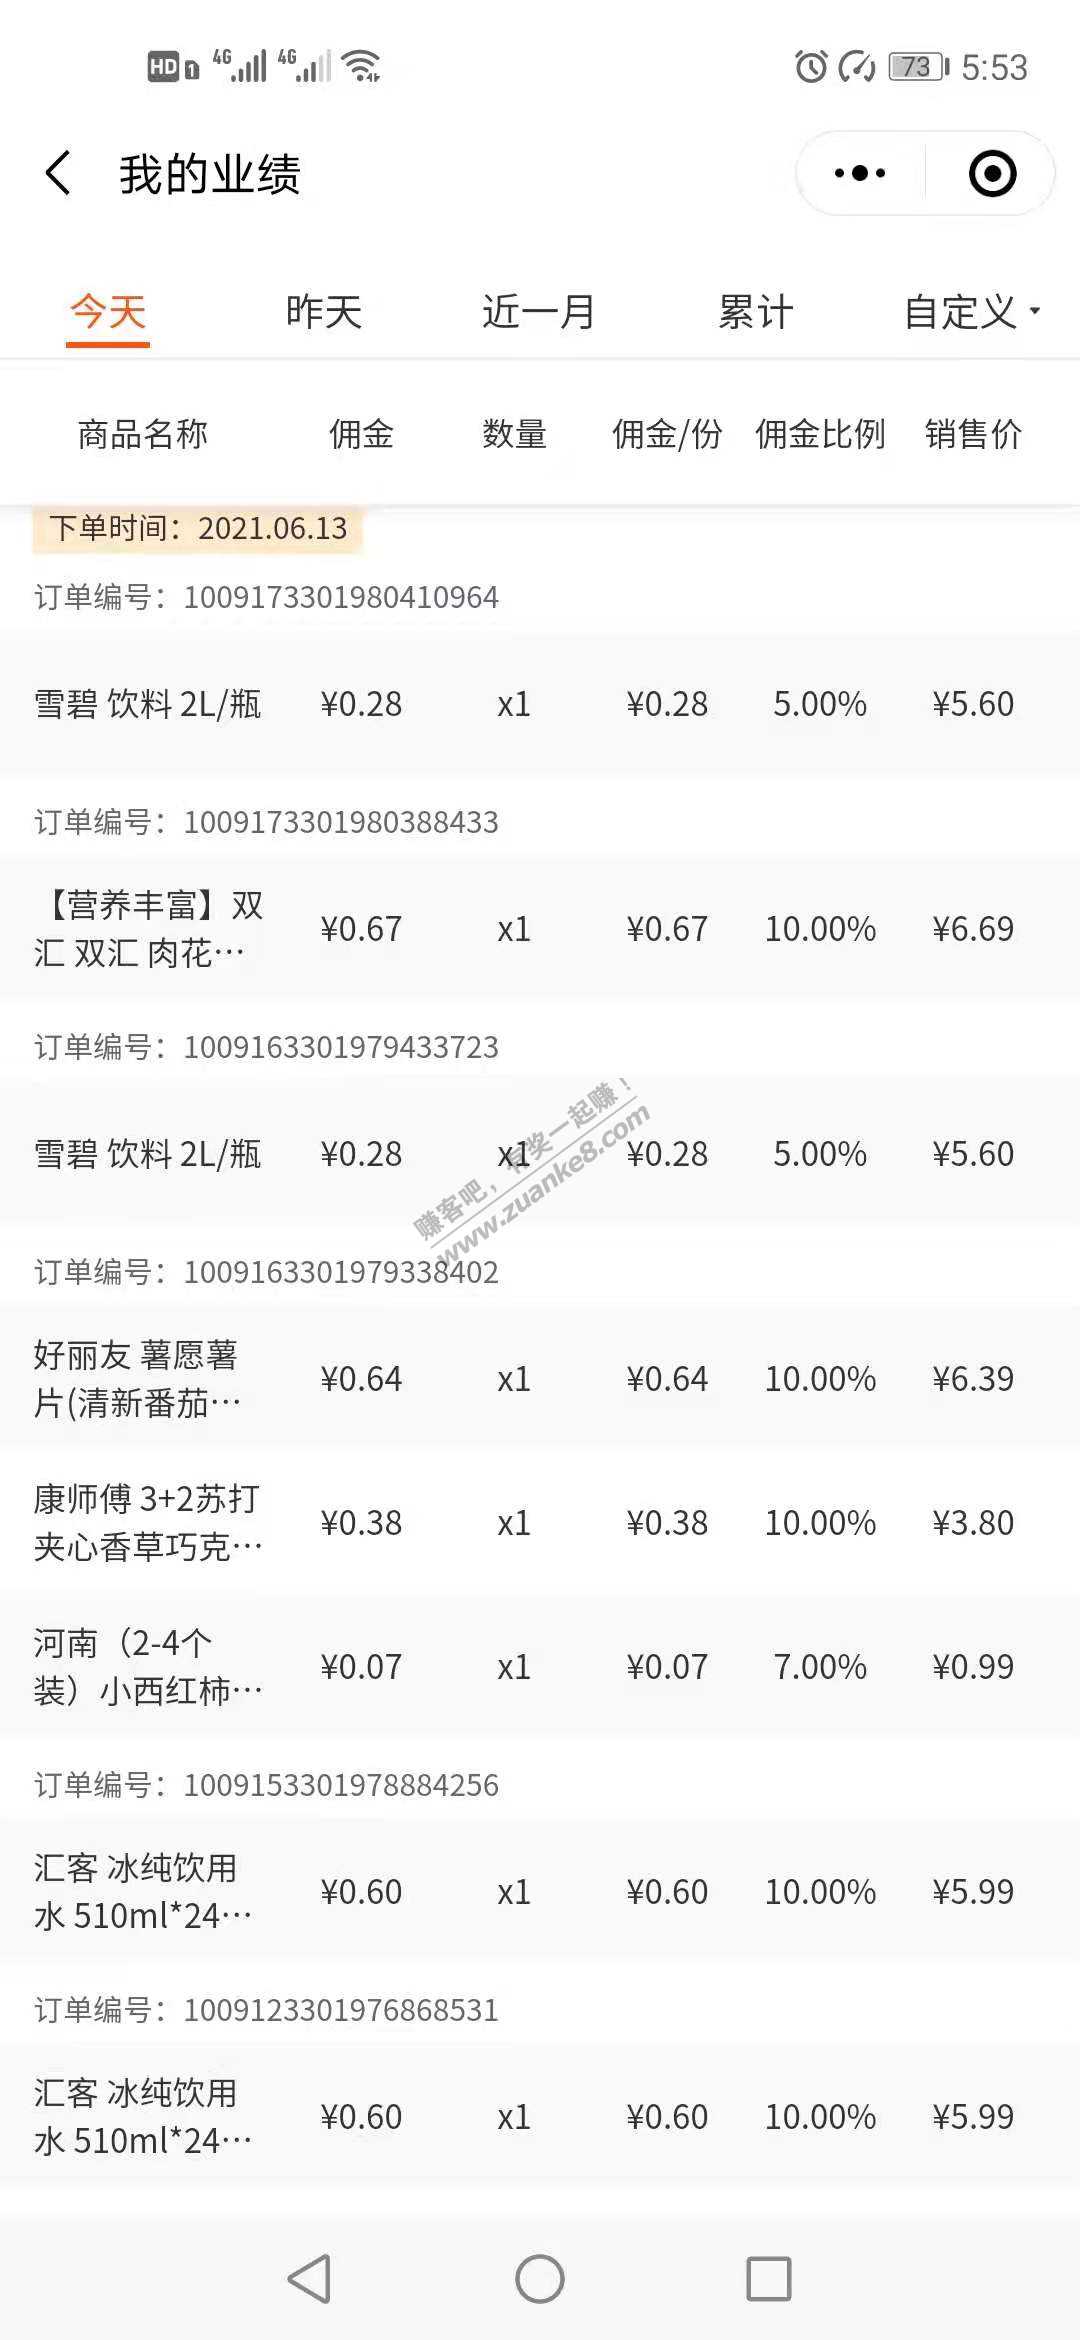 HD 1 4G 4G 73 5:53
我的业绩
今天 昨天 近一月 累计 自定义
商品名称 佣金 数量 佣金/份 佣金比例 销售价
下单时间：2021.06.13
订单编号：1009173301980410964
雪碧 饮料 2L/瓶 ¥0.28 x1 ¥0.28 5.00% ¥5.60
订单编号：1009173301980388433
【营养丰富】双
汇 双汇 肉花… ¥0.67 x1 ¥0.67 10.00% ¥6.69
订单编号：1009163301979433723
雪碧 饮料 2L/瓶 ¥0.28 x1 ¥0.28 5.00% ¥5.60
赚客吧，有奖一起赚！
www.zuanke8.com
订单编号：1009163301979338402
好丽友 薯愿薯
片(清新番茄… ¥0.64 x1 ¥0.64 10.00% ¥6.39
康师傅 3+2苏打
夹心香草巧克… ¥0.38 x1 ¥0.38 10.00% ¥3.80
河南（2-4个
装）小西红柿… ¥0.07 x1 ¥0.07 7.00% ¥0.99
订单编号：1009153301978884256
汇客 冰纯饮用
水 510ml*24… ¥0.60 x1 ¥0.60 10.00% ¥5.99
订单编号：1009123301976868531
汇客 冰纯饮用
水 510ml*24… ¥0.60 x1 ¥0.60 10.00% ¥5.99